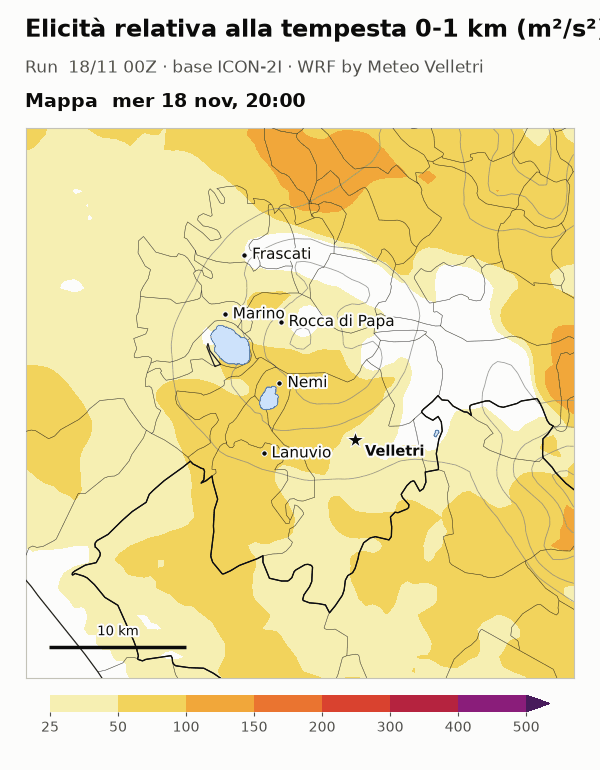 Elicità relativa alla tempesta 0-1 km (m²/s²)
Run  18/11 00Z · base ICON-2I · WRF by Meteo Velletri
Mappa  mer 18 nov, 20:00
Frascati
Marino
Rocca di Papa
Nemi
Velletri
Lanuvio
10 km
25 50 100 150 200 300 400 500